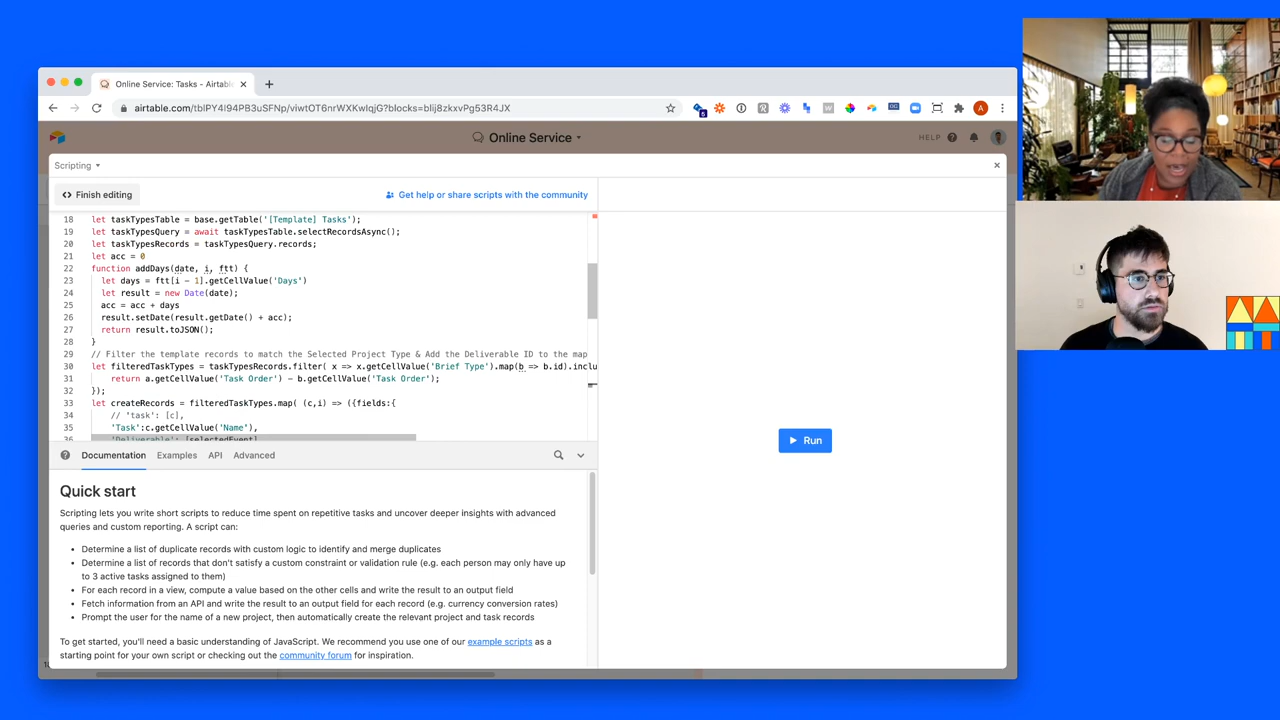 Online Service: Tasks - Airtable
airtable.com/tblPY4I94PB3uSFNp/viwtOT6nrWXKwlqjG?blocks=blij8zkxvPg53R4JX
5
A
Online Service
HELP
Scripting
Finish editing
Get help or share scripts with the community
18 let taskTypesTable = base.getTable('[Template] Tasks');
19 let taskTypesQuery = await taskTypesTable.selectRecordsAsync();
20 let taskTypesRecords = taskTypesQuery.records;
21 let acc = 0
22 function addDays(date, i, ftt) {
23 let days = ftt[i - 1].getCellValue('Days')
24 let result = new Date(date);
25 acc = acc + days
26 result.setDate(result.getDate() + acc);
27 return result.toJSON();
28 }
29 // Filter the template records to match the Selected Project Type & Add the Deliverable ID to the map
30 let filteredTaskTypes = taskTypesRecords.filter( x => x.getCellValue('Brief Type').map(b => b.id).inclu
31 return a.getCellValue('Task Order') - b.getCellValue('Task Order');
32 });
33 let createRecords = filteredTaskTypes.map( (c,i) => ({fields:{
34 // 'task': [c],
35 'Task':c.getCellValue('Name'),
36 'Deliverable': [selectedEvent]
Run
Documentation Examples API Advanced
Quick start
Scripting lets you write short scripts to reduce time spent on repetitive tasks and uncover deeper insights with advanced
queries and custom reporting. A script can:
• Determine a list of duplicate records with custom logic to identify and merge duplicates
• Determine a list of records that don't satisfy a custom constraint or validation rule (e.g. each person may only have up
to 3 active tasks assigned to them)
• For each record in a view, compute a value based on the other cells and write the result to an output field
• Fetch information from an API and write the result to an output field for each record (e.g. currency conversion rates)
• Prompt the user for the name of a new project, then automatically create the relevant project and task records
To get started, you'll need a basic understanding of JavaScript. We recommend you use one of our example scripts as a
starting point for your own script or checking out the community forum for inspiration.